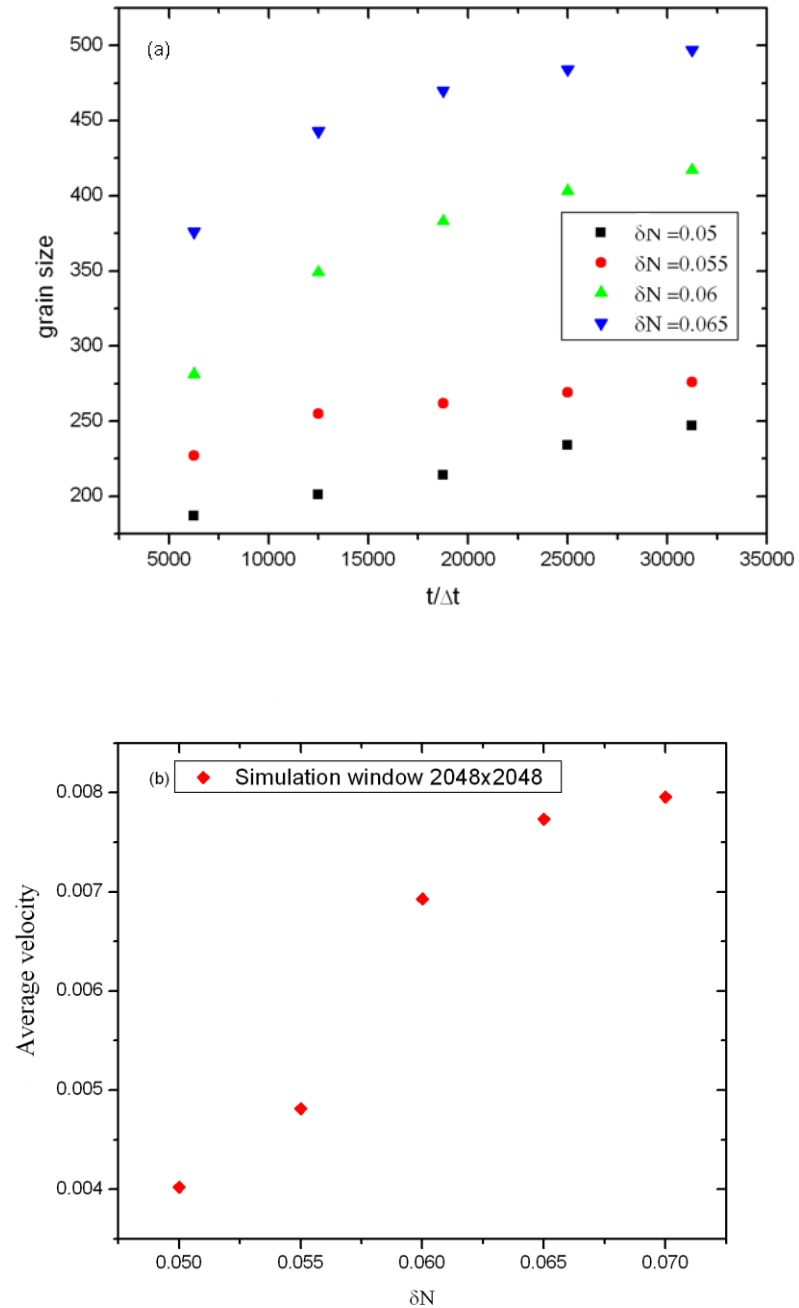 (a)
500
450
400
350
300
250
200
grain size
δN =0.05
δN =0.055
δN =0.06
δN =0.065
5000 10000 15000 20000 25000 30000 35000
t/Δt
(b) Simulation window 2048x2048
0.008
0.007
0.006
0.005
0.004
Average velocity
0.050 0.055 0.060 0.065 0.070
δN